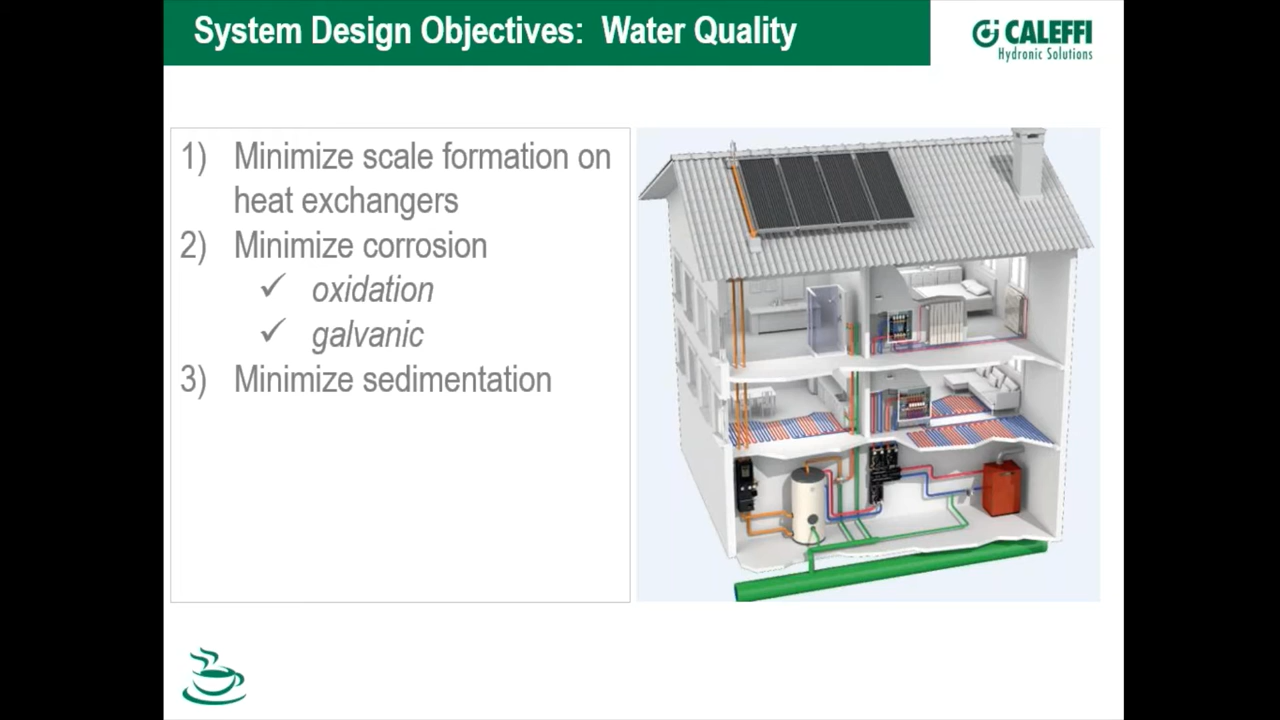 System Design Objectives: Water Quality
CALEFFI
Hydronic Solutions
1) Minimize scale formation on
heat exchangers
2) Minimize corrosion
✓ oxidation
✓ galvanic
3) Minimize sedimentation